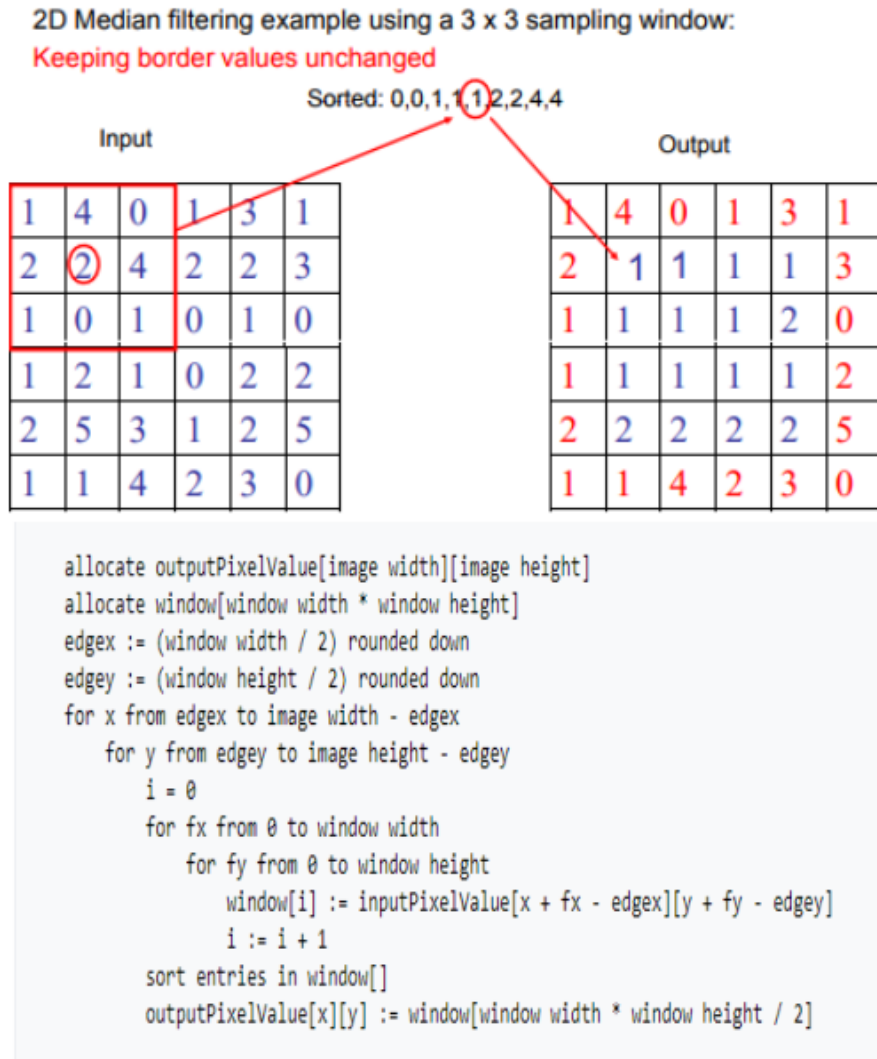 2D Median filtering example using a 3 x 3 sampling window:
Keeping border values unchanged
Sorted: 0,0,1,1,1,2,2,4,4
Input
Output
1 4 0 1 3 1
2 2 4 2 2 3
1 0 1 0 1 0
1 2 1 0 2 2
2 5 3 1 2 5
1 1 4 2 3 0
1 4 0 1 3 1
2 1 1 1 1 3
1 1 1 1 2 0
1 1 1 1 1 2
2 2 2 2 2 5
1 1 4 2 3 0
allocate outputPixelValue[image width][image height]
allocate window[window width * window height]
edgex := (window width / 2) rounded down
edgey := (window height / 2) rounded down
for x from edgex to image width - edgex
    for y from edgey to image height - edgey
        i = 0
        for fx from 0 to window width
            for fy from 0 to window height
                window[i] := inputPixelValue[x + fx - edgex][y + fy - edgey]
                i := i + 1
        sort entries in window[]
        outputPixelValue[x][y] := window[window width * window height / 2]